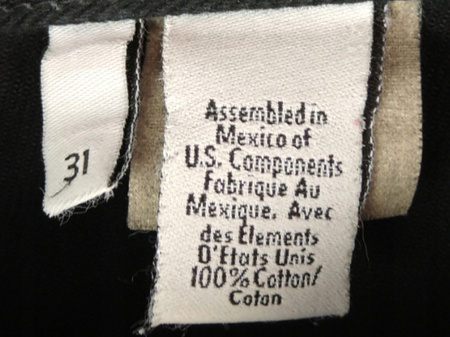 31
Assembled in
Mexico of
U.S. Components
Fabrique Au
Mexique. Avec
des Elements
D'Etats Unis
100% Cotton/
Coton